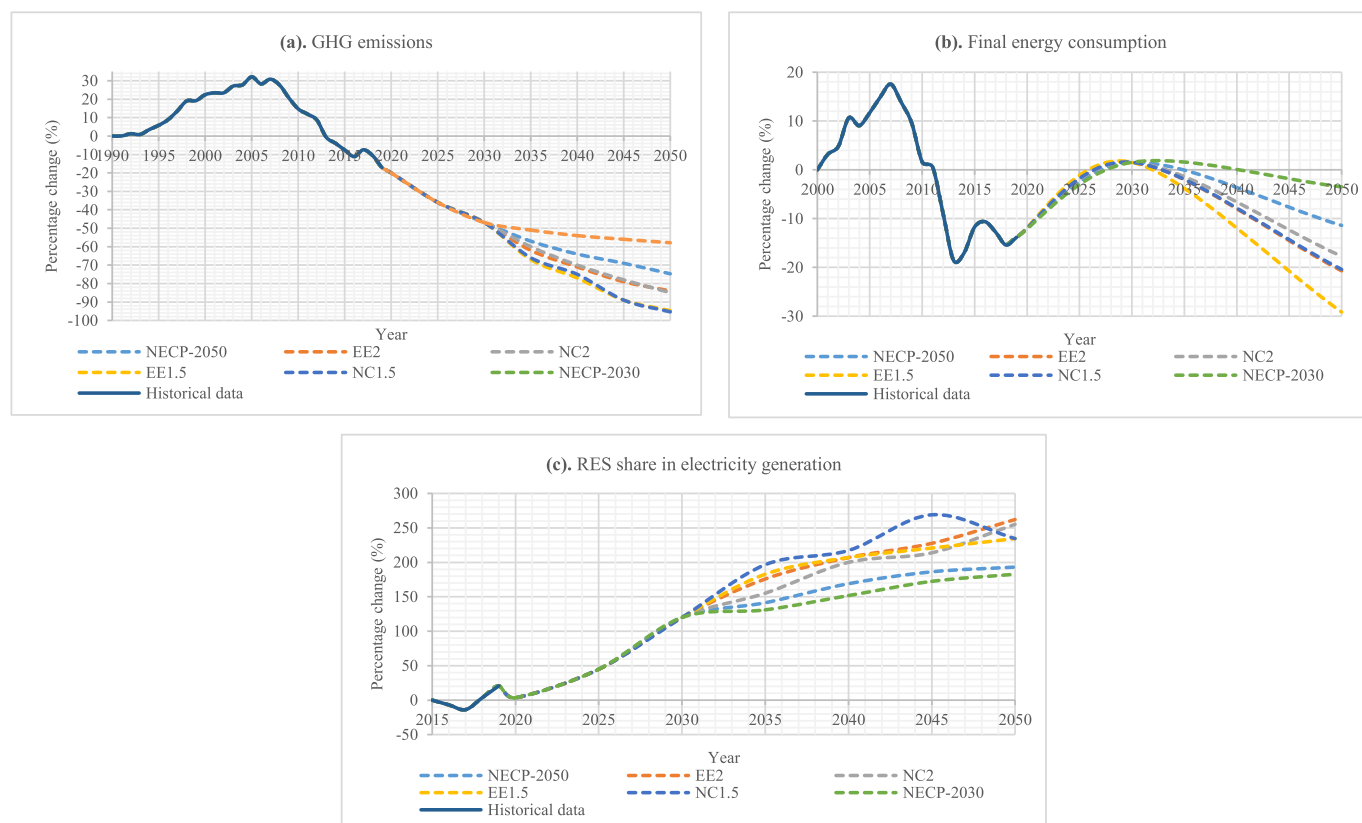 (a). GHG emissions
Percentage change (%)
30
20
10
0
-10
-20
-30
-40
-50
-60
-70
-80
-90
-100
1990 1995 2000 2005 2010 2015 2020 2025 2030 2035 2040 2045 2050
Year
NECP-2050 EE2 NC2
EE1.5 NC1.5 NECP-2030
Historical data
(b). Final energy consumption
Percentage change (%)
20
10
0
-10
-20
-30
2000 2005 2010 2015 2020 2025 2030 2035 2040 2045 2050
Year
NECP-2050 EE2 NC2
EE1.5 NC1.5 NECP-2030
Historical data
(c). RES share in electricity generation
Percentage change (%)
300
250
200
150
100
50
0
-50
2015 2020 2025 2030 2035 2040 2045 2050
Year
NECP-2050 EE2 NC2
EE1.5 NC1.5 NECP-2030
Historical data